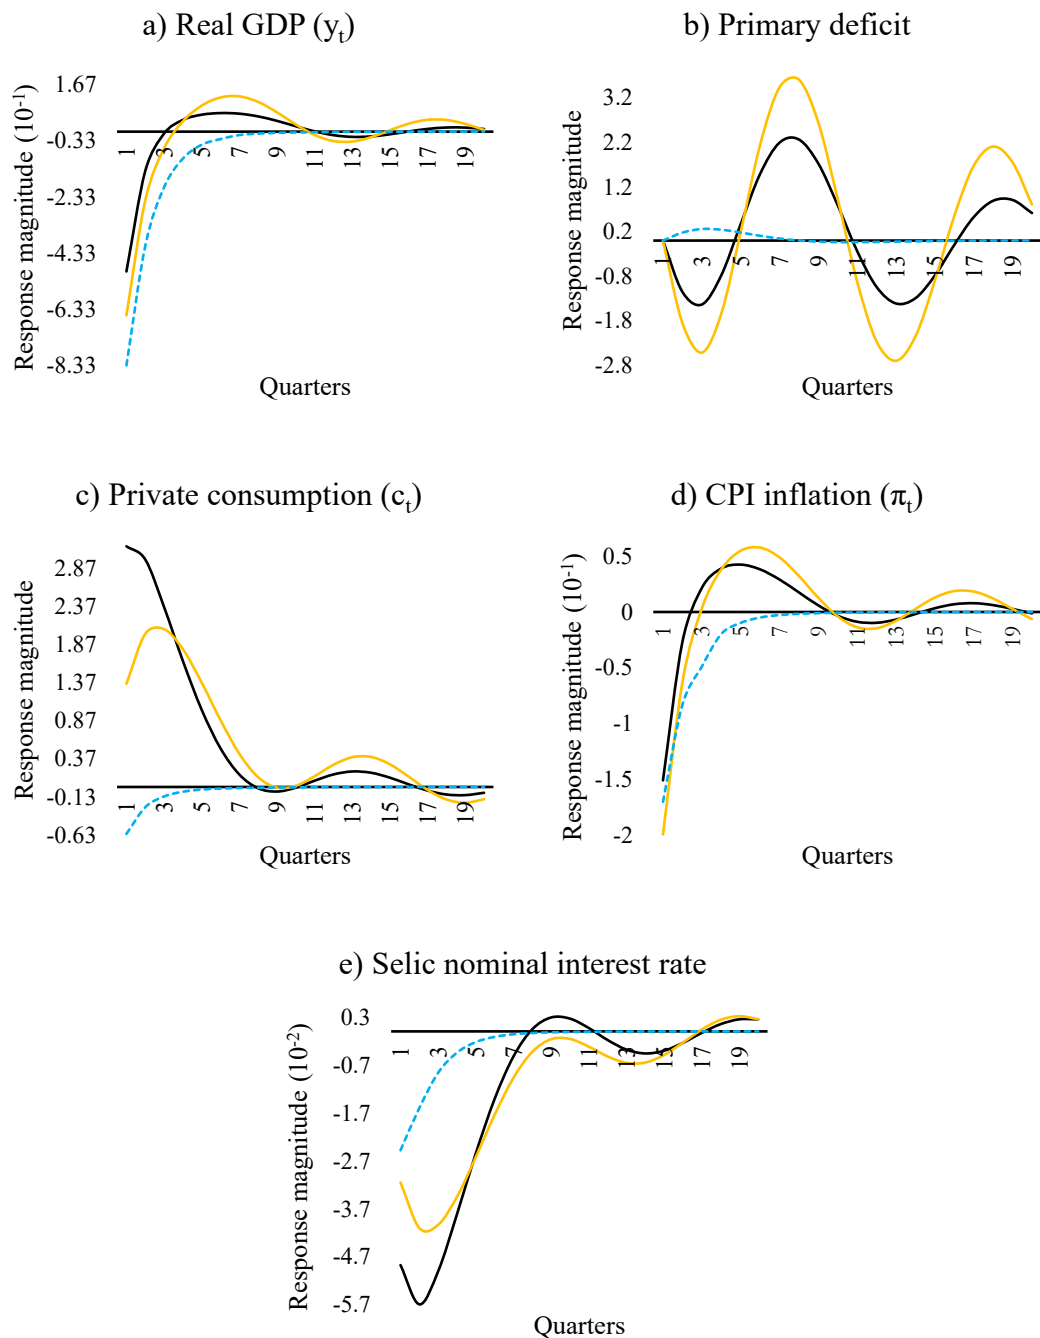 a) Real GDP (yₜ)
Response magnitude (10⁻¹)
1.67
-0.33
-2.33
-4.33
-6.33
-8.33
1 3 5 7 9 11 13 15 17 19
Quarters
b) Primary deficit
Response magnitude
3.2
2.2
1.2
0.2
-0.8
-1.8
-2.8
1 3 5 7 9 11 13 15 17 19
Quarters
c) Private consumption (cₜ)
Response magnitude
2.87
2.37
1.87
1.37
0.87
0.37
-0.13
-0.63
1 3 5 7 9 11 13 15 17 19
Quarters
d) CPI inflation (πₜ)
Response magnitude (10⁻¹)
0.5
0
-0.5
-1
-1.5
-2
1 3 5 7 9 11 13 15 17 19
Quarters
e) Selic nominal interest rate
Response magnitude (10⁻²)
0.3
-0.7
-1.7
-2.7
-3.7
-4.7
-5.7
1 3 5 7 9 11 13 15 17 19
Quarters